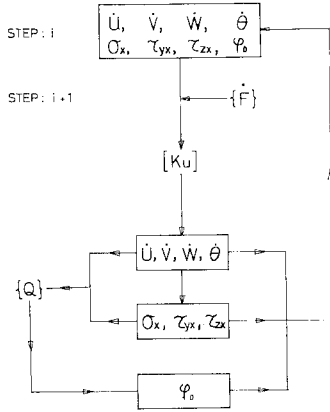 STEP: i
U̇, V̇, Ẇ, θ̇
σx, τyx, τzx, φ₀
STEP: i+1
{Ḟ}
[Ku]
U̇, V̇, Ẇ, θ̇
{Q}
σx, τyx, τzx
φ₀